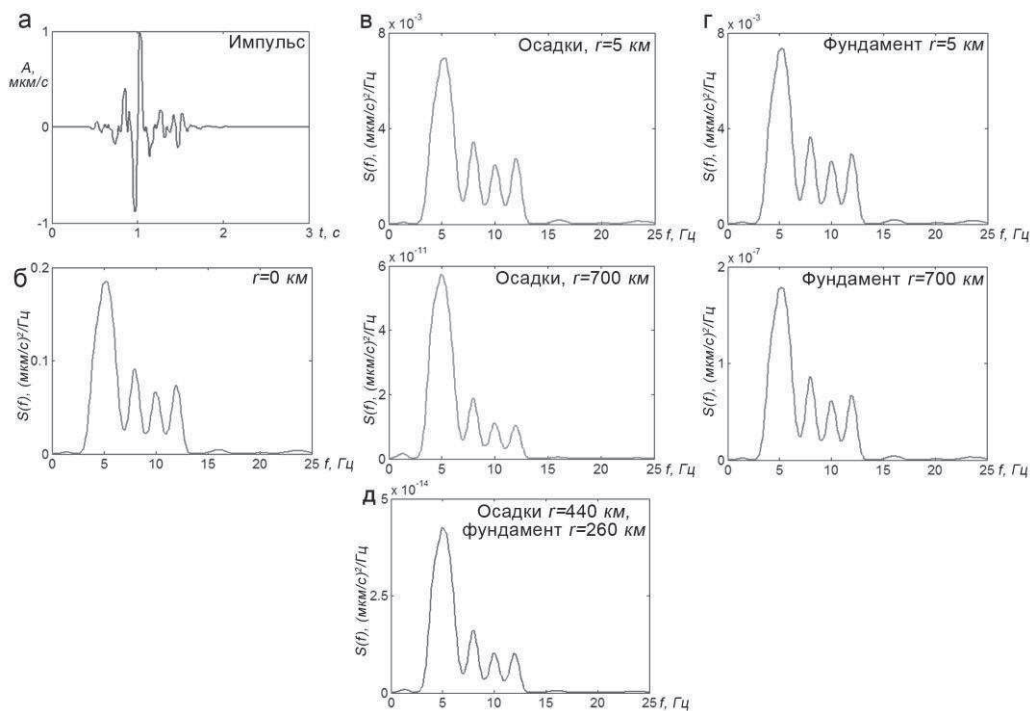 а
Импульс
A,
мкм/с
1
0
-1
0
1
2
3
t, с
б
r=0 км
S(f), (мкм/с)²/Гц
0.2
0.1
0
0
5
10
15
20
25
f, Гц
в
x 10⁻³
Осадки, r=5 км
S(f), (мкм/с)²/Гц
8
4
0
0
5
10
15
20
25
f, Гц
x 10⁻¹¹
Осадки, r=700 км
S(f), (мкм/с)²/Гц
6
3
0
0
5
10
15
20
25
f, Гц
г
x 10⁻³
Фундамент r=5 км
S(f), (мкм/с)²/Гц
8
4
0
0
5
10
15
20
25
f, Гц
x 10⁻⁷
Фундамент r=700 км
S(f), (мкм/с)²/Гц
2
1
0
0
5
10
15
20
25
f, Гц
д
x 10⁻¹⁴
Осадки r=440 км,
фундамент r=260 км
S(f), (мкм/с)²/Гц
5
2.5
0
0
5
10
15
20
25
f, Гц